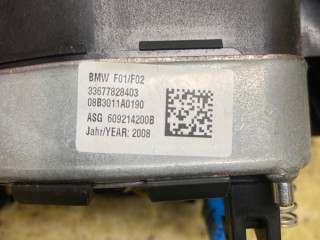 BMW F01/F02
33677828403
08B3011A0190
ASG 609214200B
Jahr/YEAR: 2008